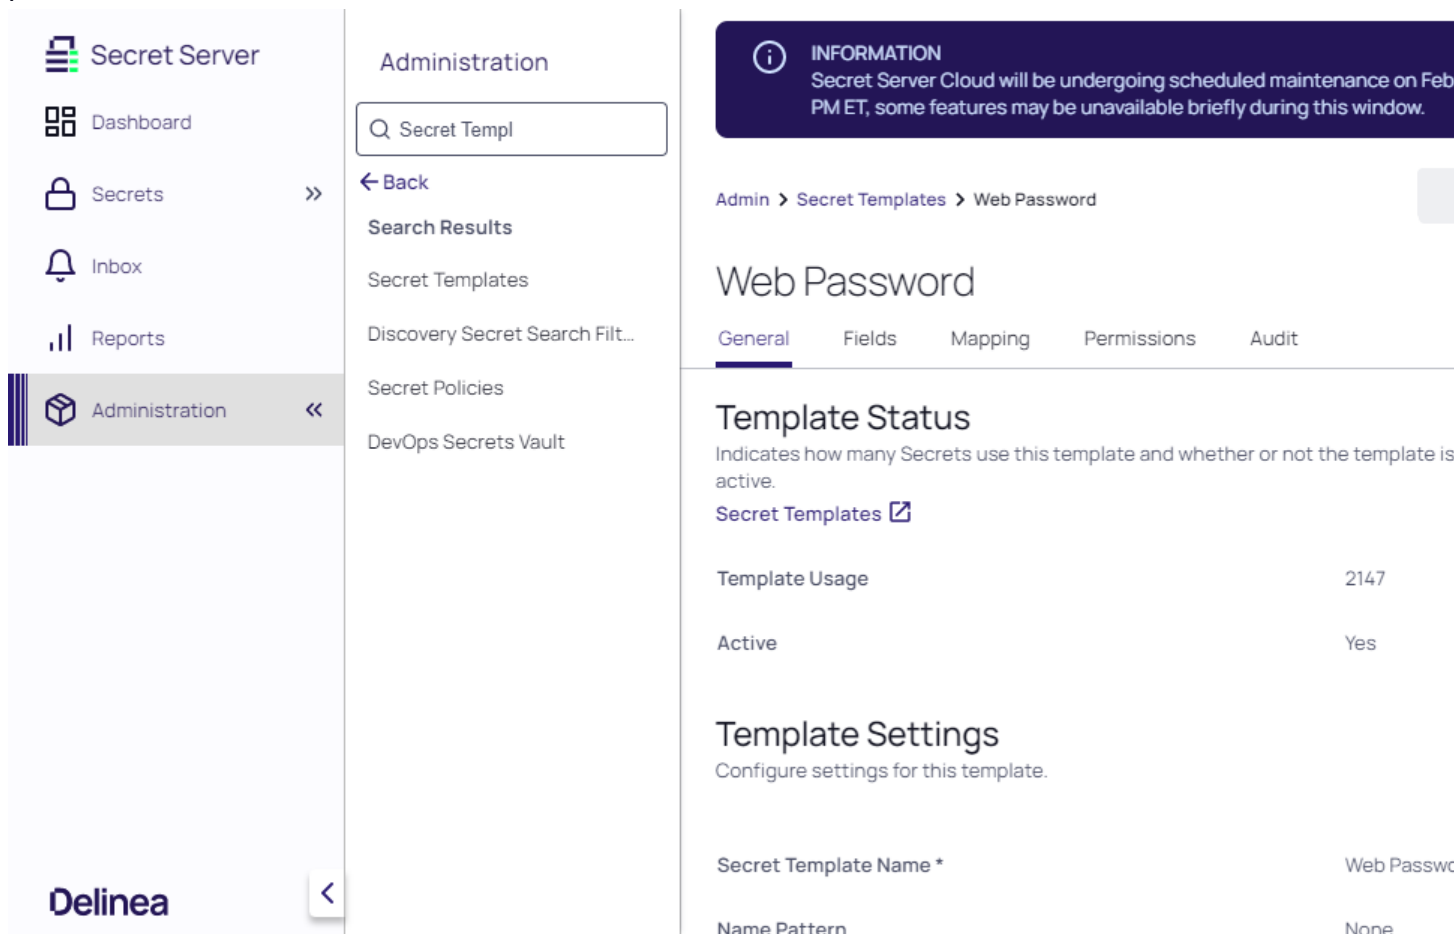 Secret Server
Dashboard
Secrets
Inbox
Reports
Administration
Delinea
Administration
Secret Templ
Back
Search Results
Secret Templates
Discovery Secret Search Filt...
Secret Policies
DevOps Secrets Vault
INFORMATION
Secret Server Cloud will be undergoing scheduled maintenance on Feb
PM ET, some features may be unavailable briefly during this window.
Admin > Secret Templates > Web Password
Web Password
General Fields Mapping Permissions Audit
Template Status
Indicates how many Secrets use this template and whether or not the template is
active.
Secret Templates
Template Usage 2147
Active Yes
Template Settings
Configure settings for this template.
Secret Template Name * Web Passwo
Name Pattern None